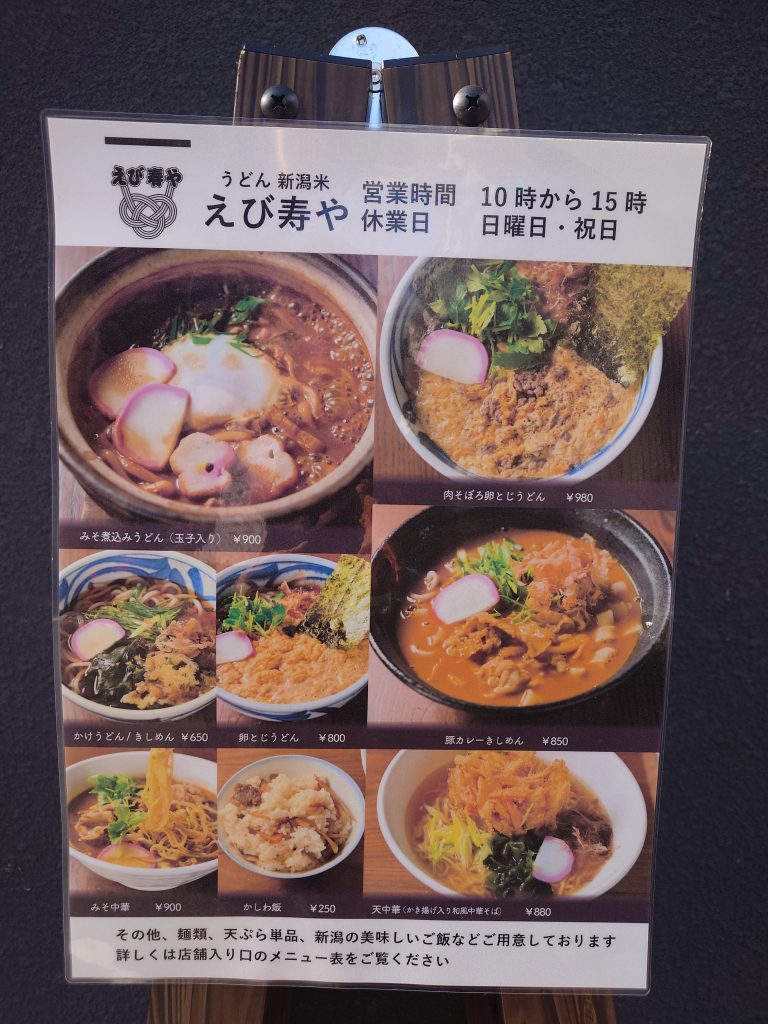 えび寿や
うどん 新潟米
えび寿や
営業時間 10時から15時
休業日 日曜日・祝日
みそ煮込みうどん（玉子入り） ¥900
肉そぼろ卵とじうどん ¥980
かけうどん/きしめん ¥650
卵とじうどん ¥800
豚カレーきしめん ¥850
みそ中華 ¥900
かしわ飯 ¥250
天中華（かき揚げ入り和風中華そば） ¥880
その他、麺類、天ぷら単品、新潟の美味しいご飯などご用意しております
詳しくは店舗入り口のメニュー表をご覧ください